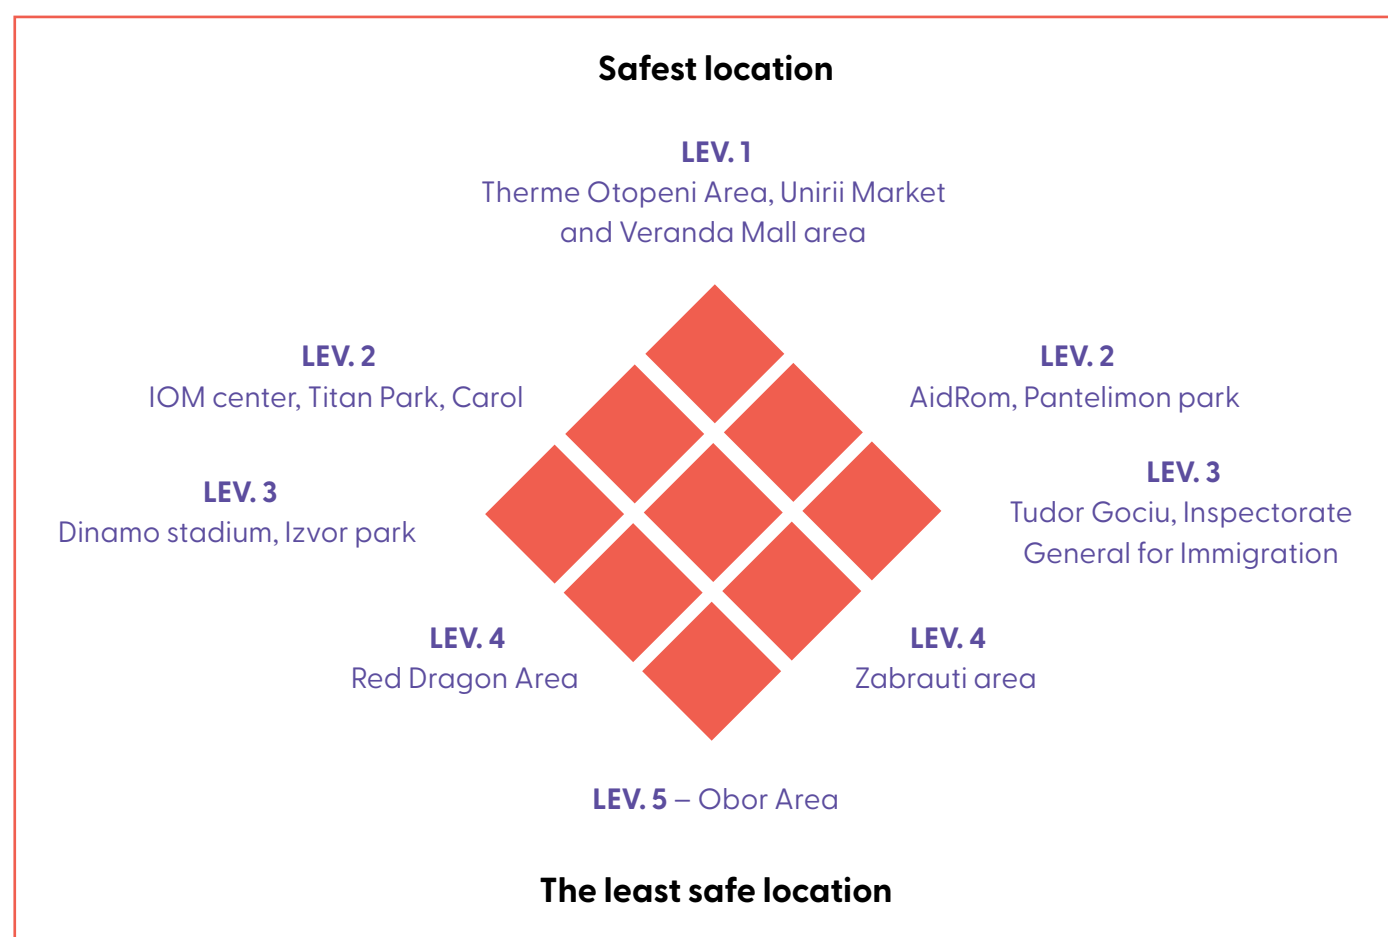 Safest location
LEV. 1
Therme Otopeni Area, Unirii Market
and Veranda Mall area
LEV. 2
IOM center, Titan Park, Carol
LEV. 2
AidRom, Pantelimon park
LEV. 3
Dinamo stadium, Izvor park
LEV. 3
Tudor Gociu, Inspectorate
General for Immigration
LEV. 4
Red Dragon Area
LEV. 4
Zabrauti area
LEV. 5 – Obor Area
The least safe location